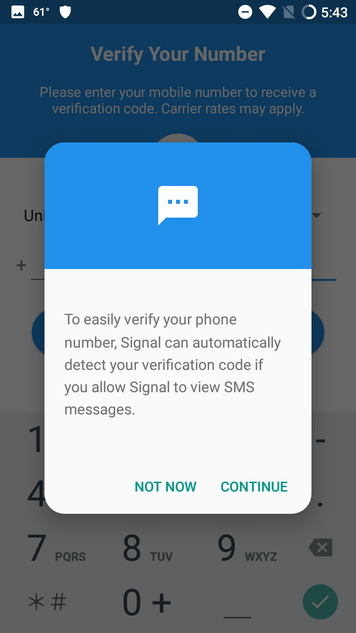 61° 5:43
Verify Your Number
Please enter your mobile number to receive a
verification code. Carrier rates may apply.
Uni
+
To easily verify your phone
number, Signal can automatically
detect your verification code if
you allow Signal to view SMS
messages.
NOT NOW CONTINUE
1 -
4 .
7 PQRS 8 TUV 9 WXYZ
*# 0 + _